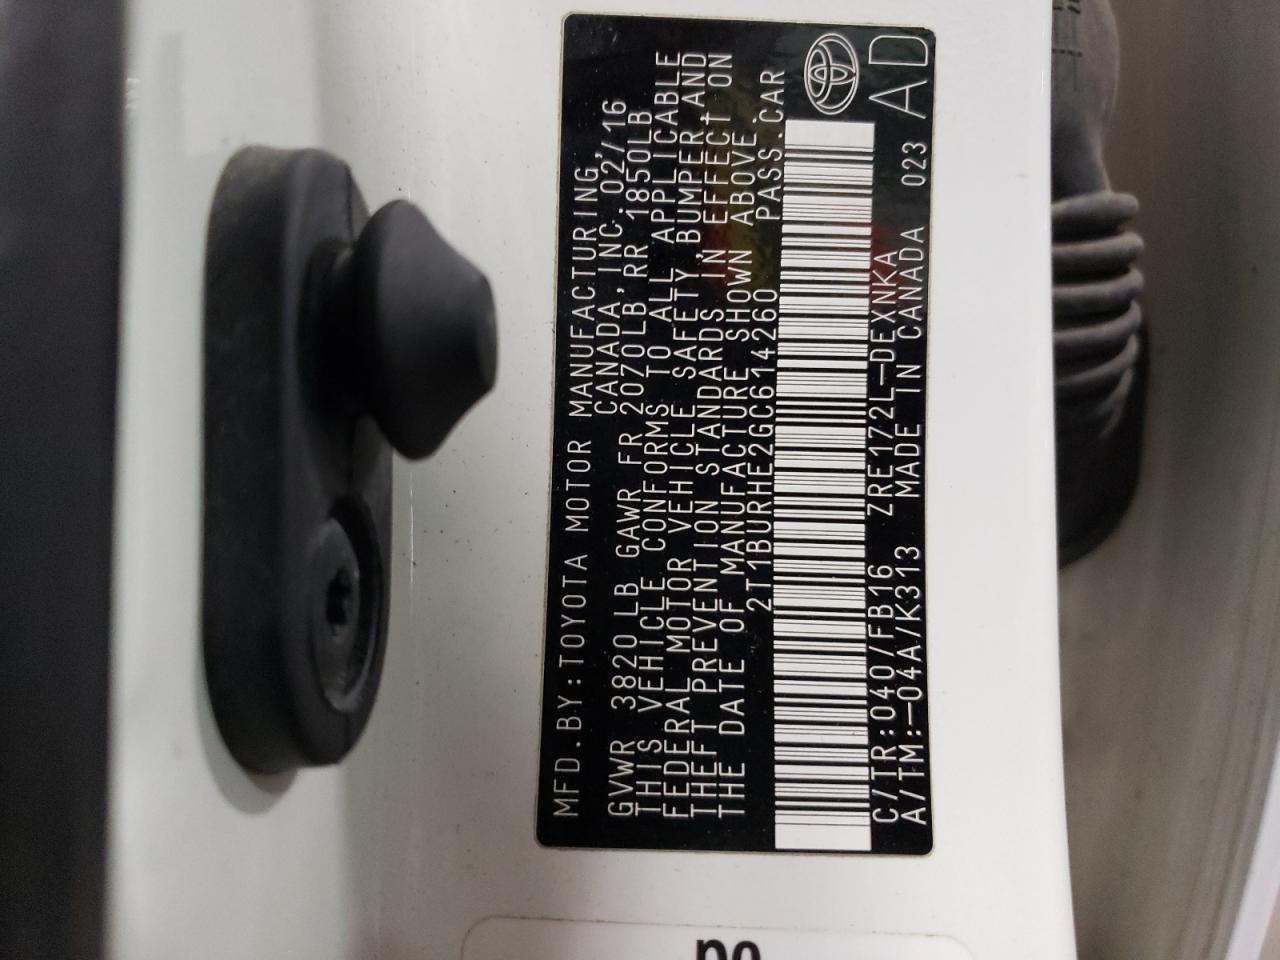 MFD.BY:TOYOTA MOTOR MANUFACTURING,
CANADA,INC. 02/16
GVWR 3820LB GAWR FR 2070LB,RR 1850LB
THIS VEHICLE CONFORMS TO ALL APPLICABLE
FEDERAL MOTOR VEHICLE SAFETY,BUMPER,AND
THEFT PREVENTION STANDARDS IN EFFECT ON
THE DATE OF MANUFACTURE SHOWN ABOVE.
2T1BURHE2GC614260 PASS.CAR
C/TR:040/FB16 ZRE172L-DEXNKA
A/TM:-04A/K313 MADE IN CANADA 023 AD